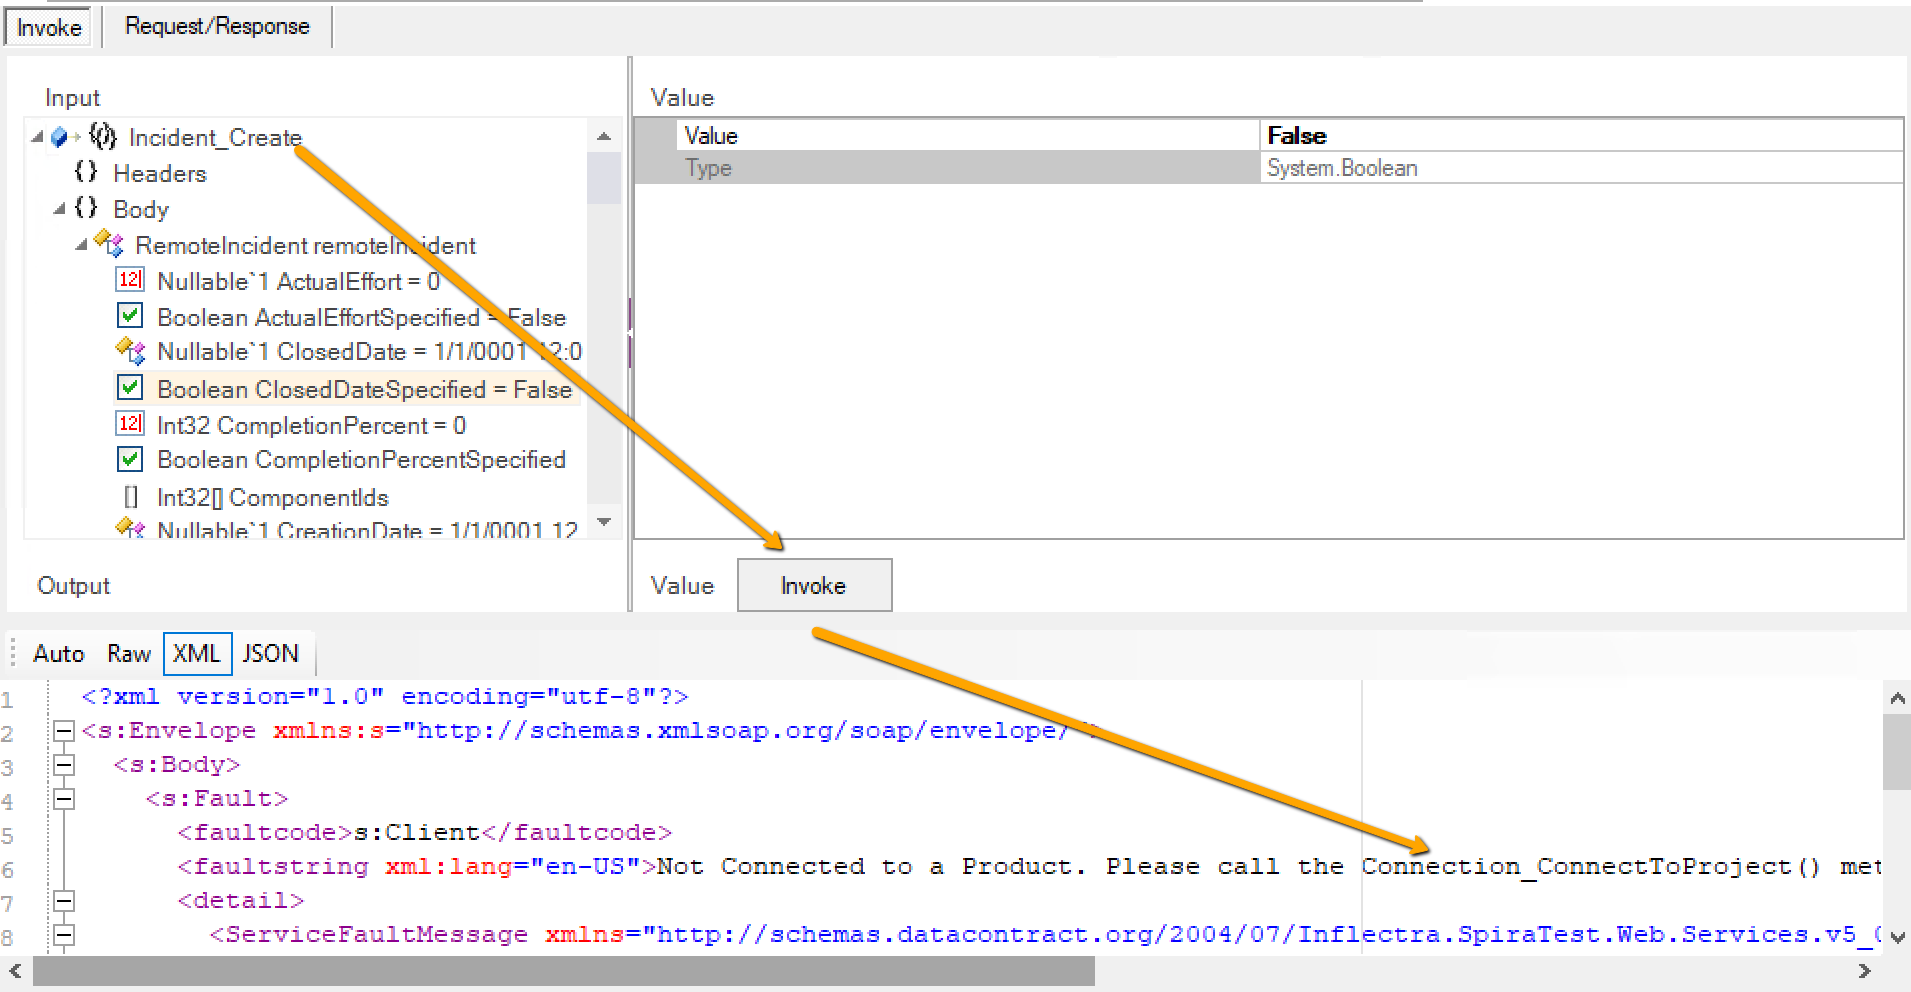 Invoke Request/Response
Input
Incident_Create
{} Headers
{} Body
RemoteIncident remoteIncident
12 Nullable`1 ActualEffort = 0
Boolean ActualEffortSpecified = False
Nullable`1 ClosedDate = 1/1/0001 12:0
Boolean ClosedDateSpecified = False
12 Int32 CompletionPercent = 0
Boolean CompletionPercentSpecified
[] Int32[] ComponentIds
Nullable`1 CreationDate = 1/1/0001 12
Value
Value False
Type System.Boolean
Output
Value Invoke
Auto Raw XML JSON
1 <?xml version="1.0" encoding="utf-8"?>
2 <s:Envelope xmlns:s="http://schemas.xmlsoap.org/soap/envelope/">
3 <s:Body>
4 <s:Fault>
5 <faultcode>s:Client</faultcode>
6 <faultstring xml:lang="en-US">Not Connected to a Product. Please call the Connection_ConnectToProject() met
7 <detail>
8 <ServiceFaultMessage xmlns="http://schemas.datacontract.org/2004/07/Inflectra.SpiraTest.Web.Services.v5_0